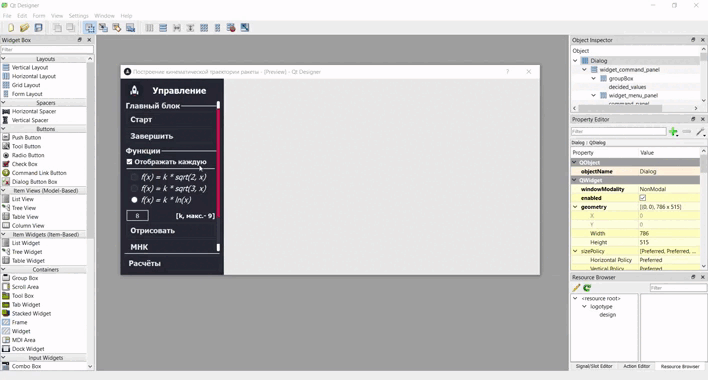 Qt Designer
File Edit Form View Settings Window Help
Widget Box
Filter
Layouts
Vertical Layout
Horizontal Layout
Grid Layout
Form Layout
Spacers
Horizontal Spacer
Vertical Spacer
Buttons
Push Button
Tool Button
Radio Button
Check Box
Command Link Button
Dialog Button Box
Item Views (Model-Based)
List View
Tree View
Table View
Column View
Item Widgets (Item-Based)
List Widget
Tree Widget
Table Widget
Containers
Group Box
Scroll Area
Tool Box
Tab Widget
Stacked Widget
Frame
Widget
MDI Area
Dock Widget
Input Widgets
Combo Box
Построение кинематической траектории ракеты - [Preview] - Qt Designer
Управление
Главный блок
Старт
Завершить
Функции
Отображать каждую
f(x) = k * sqrt(2, x)
f(x) = k * sqrt(3, x)
f(x) = k * ln(x)
8 [k, макс.- 9]
Отрисовать
МНК
Расчёты
Object Inspector
Object
Dialog
widget_command_panel
groupBox
decided_values
widget_menu_panel
command_panel
Property Editor
Filter
Dialog : QDialog
Property Value
QObject
objectName Dialog
QWidget
windowModality NonModal
enabled
geometry [(0, 0), 786 x 515]
X 0
Y 0
Width 786
Height 515
sizePolicy [Preferred, Preferred, ...
Horizontal Policy Preferred
Vertical Policy Preferred
Resource Browser
Filter
<resource root>
logotype
design
Signal/Slot Editor Action Editor Resource Browser